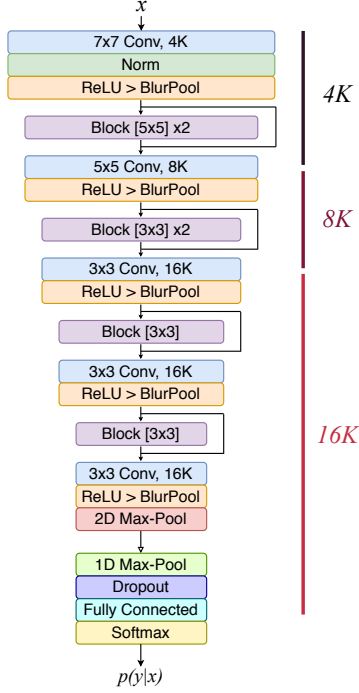 x
7x7 Conv, 4K
Norm
ReLU > BlurPool
Block [5x5] x2
4K
5x5 Conv, 8K
ReLU > BlurPool
Block [3x3] x2
8K
3x3 Conv, 16K
ReLU > BlurPool
Block [3x3]
3x3 Conv, 16K
ReLU > BlurPool
Block [3x3]
16K
3x3 Conv, 16K
ReLU > BlurPool
2D Max-Pool
1D Max-Pool
Dropout
Fully Connected
Softmax
p(y|x)